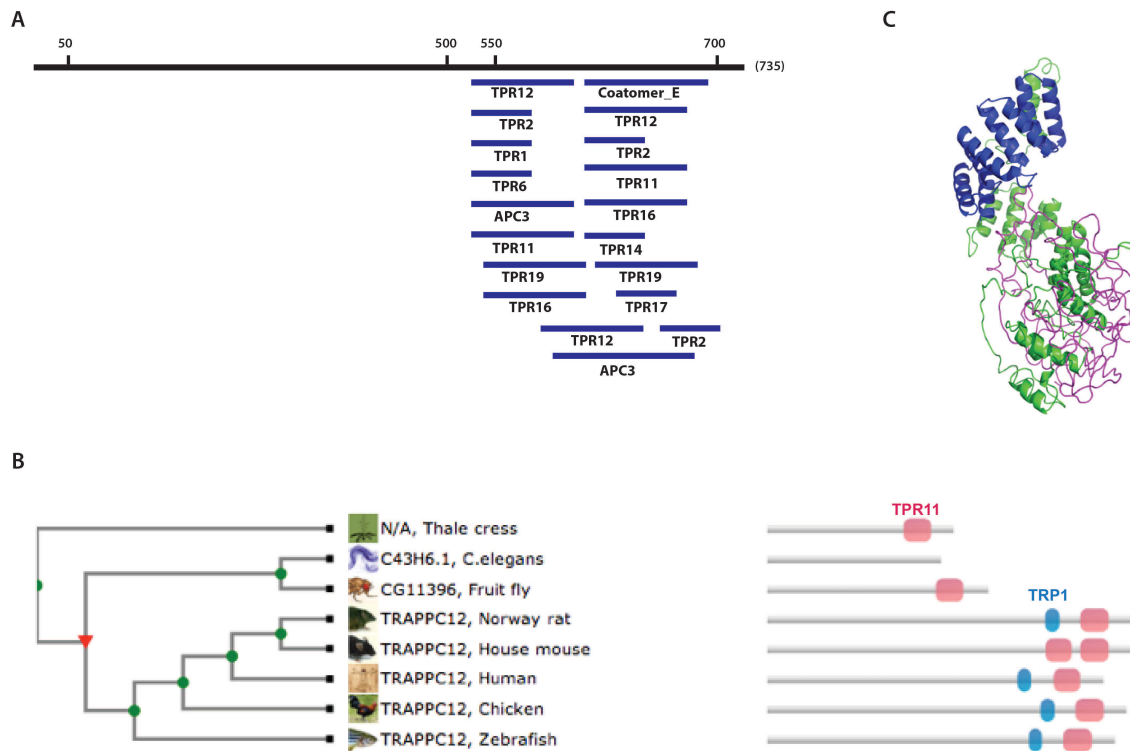 A
C
50 500 550 700
(735)
TPR12 Coatomer_E
TPR2 TPR12
TPR1 TPR2
TPR6 TPR11
APC3 TPR16
TPR11 TPR14
TPR19 TPR19
TPR16 TPR17
TPR12 TPR2
APC3
B
TPR11
N/A, Thale cress
C43H6.1, C.elegans
CG11396, Fruit fly
TRP1
TRAPPC12, Norway rat
TRAPPC12, House mouse
TRAPPC12, Human
TRAPPC12, Chicken
TRAPPC12, Zebrafish